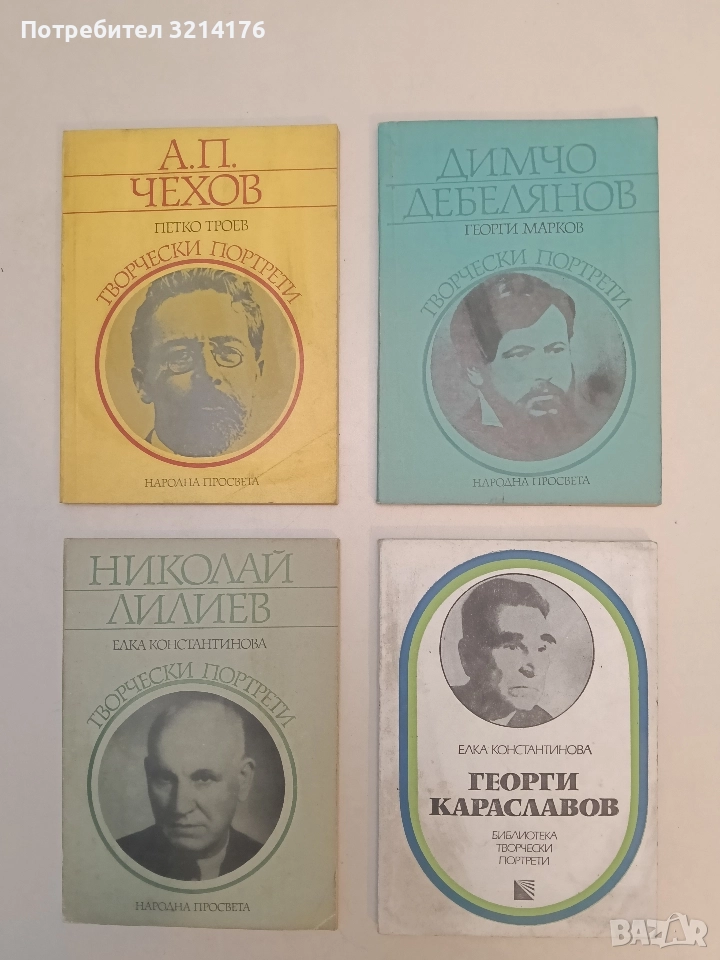 Потребител 3214176
А.П.
ЧЕХОВ
ПЕТКО ТРОЕВ
ТВОРЧЕСКИ ПОРТРЕТИ
НАРОДНА ПРОСВЕТА
ДИМЧО
ДЕБЕЛЯНОВ
ГЕОРГИ МАРКОВ
ТВОРЧЕСКИ ПОРТРЕТИ
НАРОДНА ПРОСВЕТА
НИКОЛАЙ
ЛИЛИЕВ
ЕЛКА КОНСТАНТИНОВА
ТВОРЧЕСКИ ПОРТРЕТИ
НАРОДНА ПРОСВЕТА
ЕЛКА КОНСТАНТИНОВА
ГЕОРГИ
КАРАСЛАВОВ
БИБЛИОТЕКА
ТВОРЧЕСКИ
ПОРТРЕТИ
BAZAR